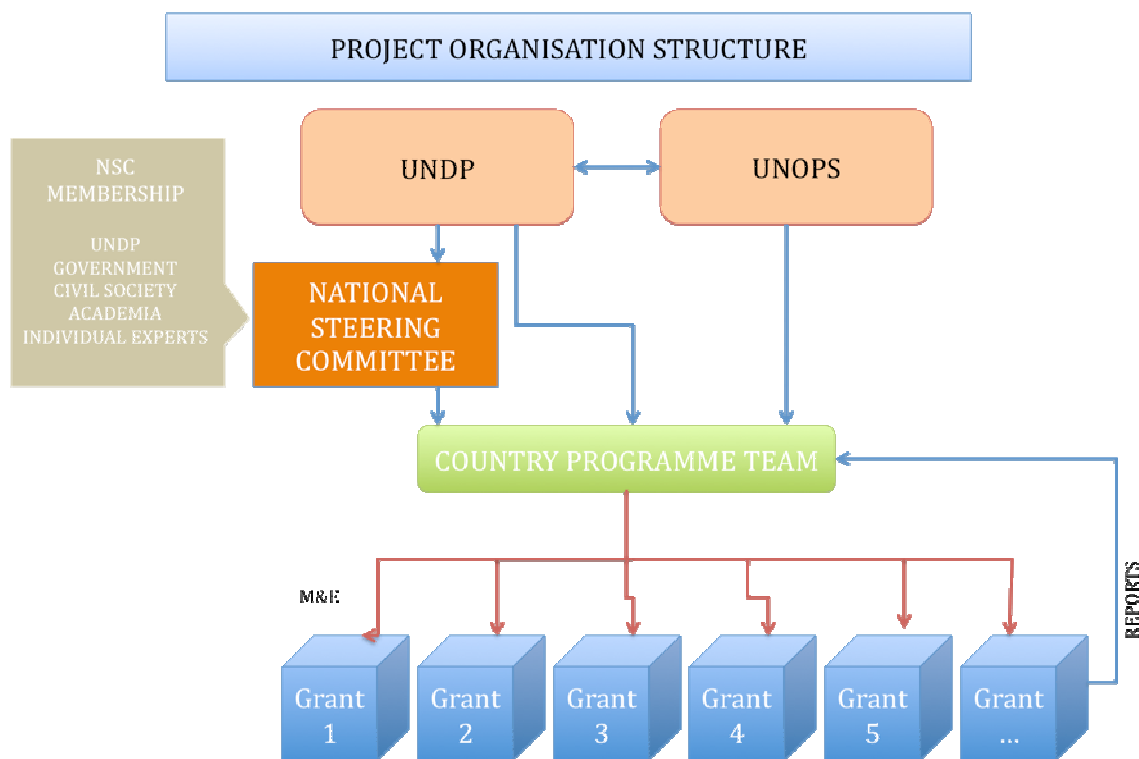 PROJECT ORGANISATION STRUCTURE
UNDP
UNOPS
NSC
MEMBERSHIP
UNDP
GOVERNMENT
CIVIL SOCIETY
ACADEMIA
INDIVIDUAL EXPERTS
NATIONAL
STEERING
COMMITTEE
COUNTRY PROGRAMME TEAM
M&E
REPORTS
Grant
1
Grant
2
Grant
3
Grant
4
Grant
5
Grant
...